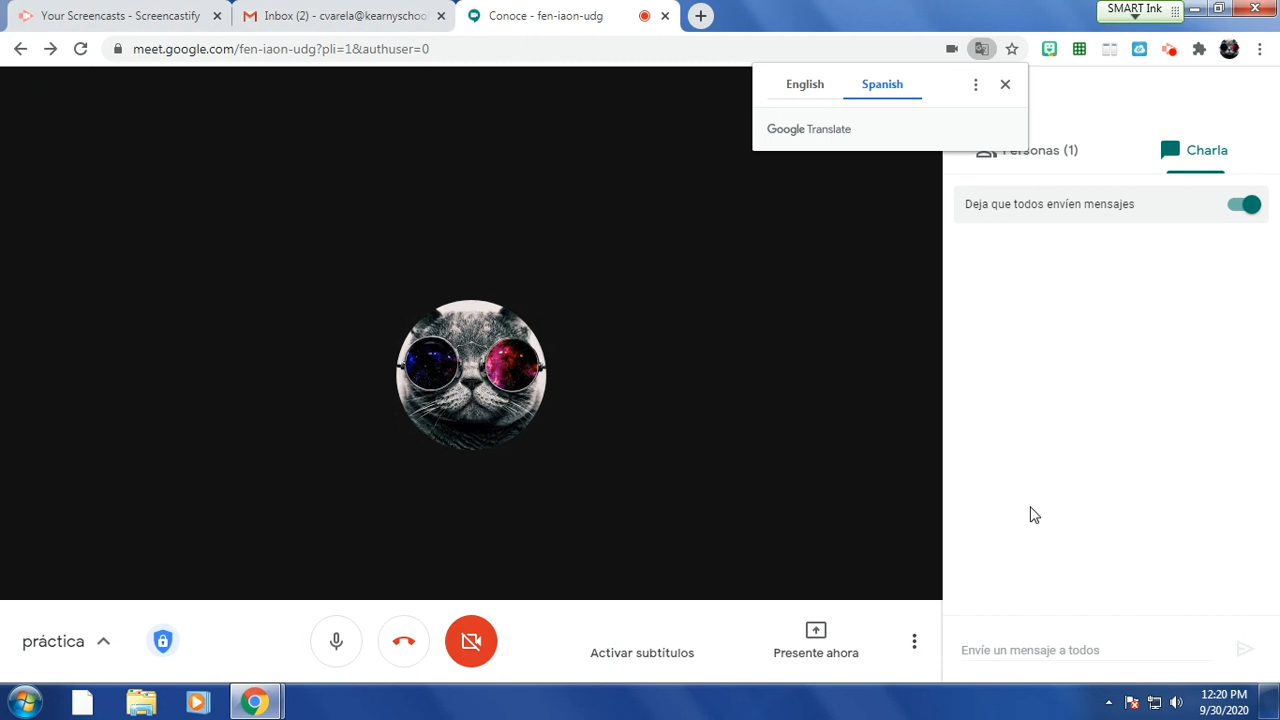 Your Screencasts - Screencastify
Inbox (2) - cvarela@kearnyschool
Conoce - fen-iaon-udg
SMART Ink
meet.google.com/fen-iaon-udg?pli=1&authuser=0
English
Spanish
Google Translate
Personas (1)
Charla
Deja que todos envíen mensajes
práctica
Activar subtítulos
Presente ahora
Envíe un mensaje a todos
12:20 PM
9/30/2020